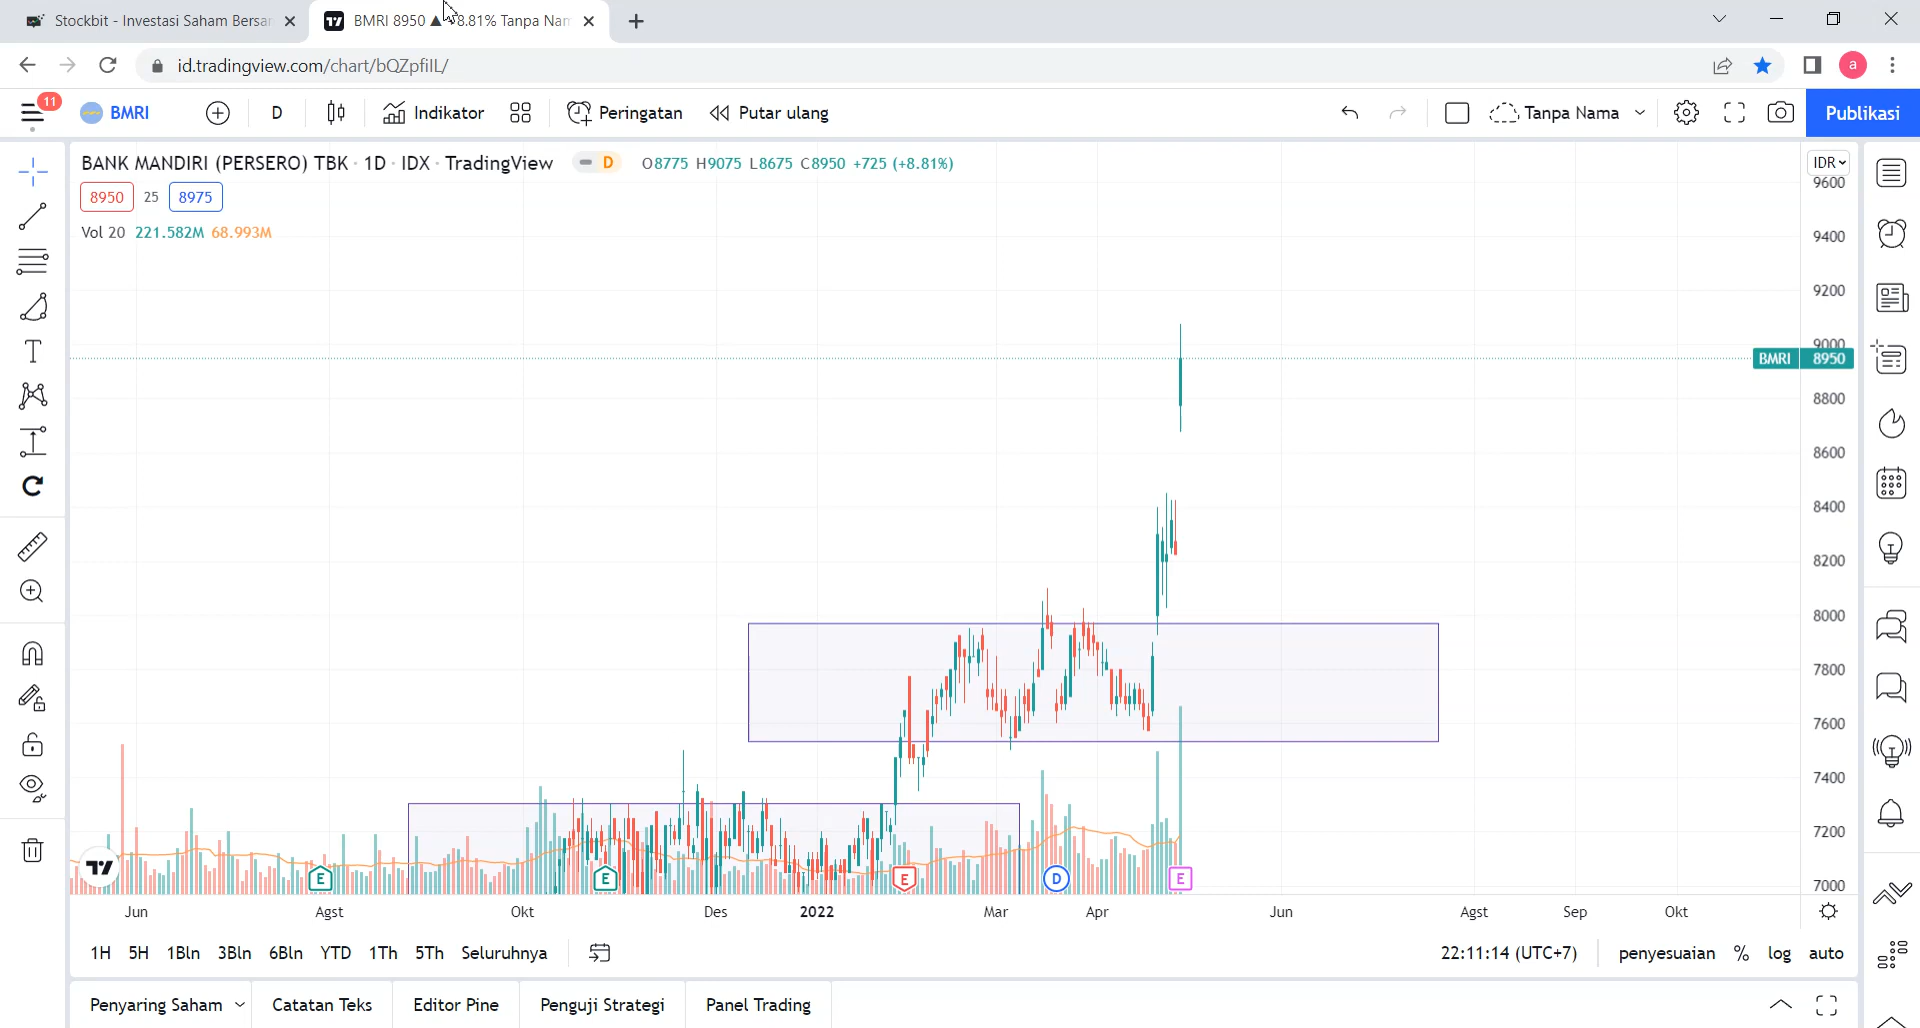 Stockbit - Investasi Saham Bersar
BMRI 8950 ▲ +8.81% Tanpa Nam
id.tradingview.com/chart/bQZpfilL/
a
11
BMRI
D
Indikator
Peringatan
Putar ulang
Tanpa Nama
Publikasi
BANK MANDIRI (PERSERO) TBK · 1D · IDX · TradingView
D
O8775 H9075 L8675 C8950 +725 (+8.81%)
IDR
8950 25 8975
Vol 20 221.582M 68.993M
9600
9400
9200
9000
BMRI 8950
8800
8600
8400
8200
8000
7800
7600
7400
7200
7000
E E E D E
Jun Agst Okt Des 2022 Mar Apr Jun Agst Sep Okt
1H 5H 1Bln 3Bln 6Bln YTD 1Th 5Th Seluruhnya
22:11:14 (UTC+7) penyesuaian % log auto
Penyaring Saham Catatan Teks Editor Pine Penguji Strategi Panel Trading